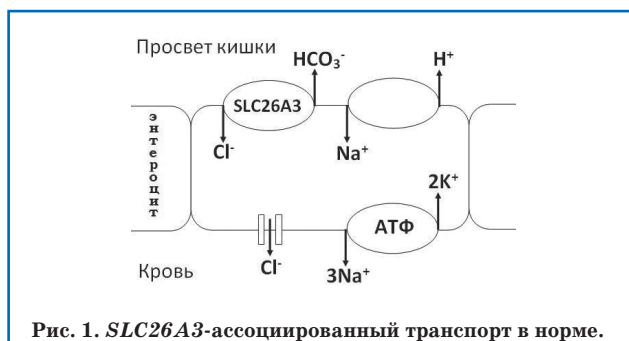 Просвет кишки
HCO₃⁻
H⁺
SLC26A3
энтероцит
Cl⁻
Na⁺
2K⁺
АТФ
Кровь
Cl⁻
3Na⁺
Рис. 1. SLC26A3-ассоциированный транспорт в норме.